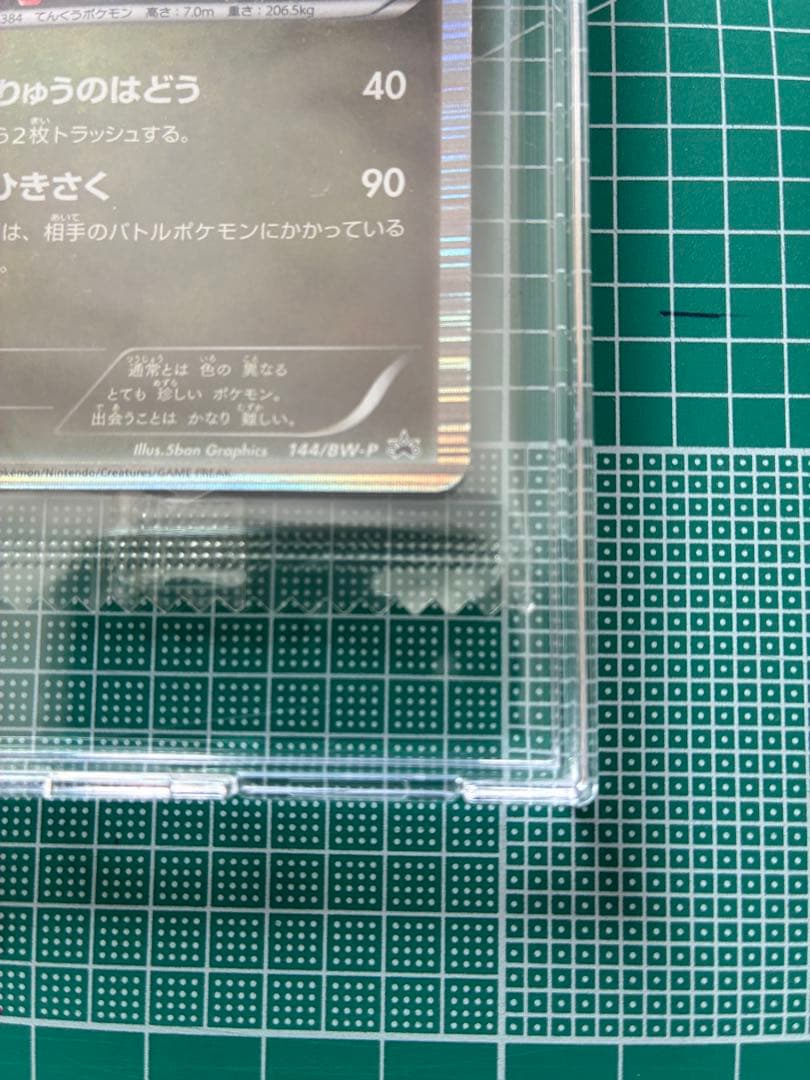 384 てんくうポケモン 高さ:7.0m 重さ:206.5kg
りゅうのはどう 40
う2枚トラッシュする。
ひきさく 90
は、相手のバトルポケモンにかかっている
。
通常とは 色の 異なる
とても 珍しい ポケモン。
出会うことは かなり 難しい。
Illus.5ban Graphics 144/BW-P
okémon/Nintendo/Creatures/GAME FREAK